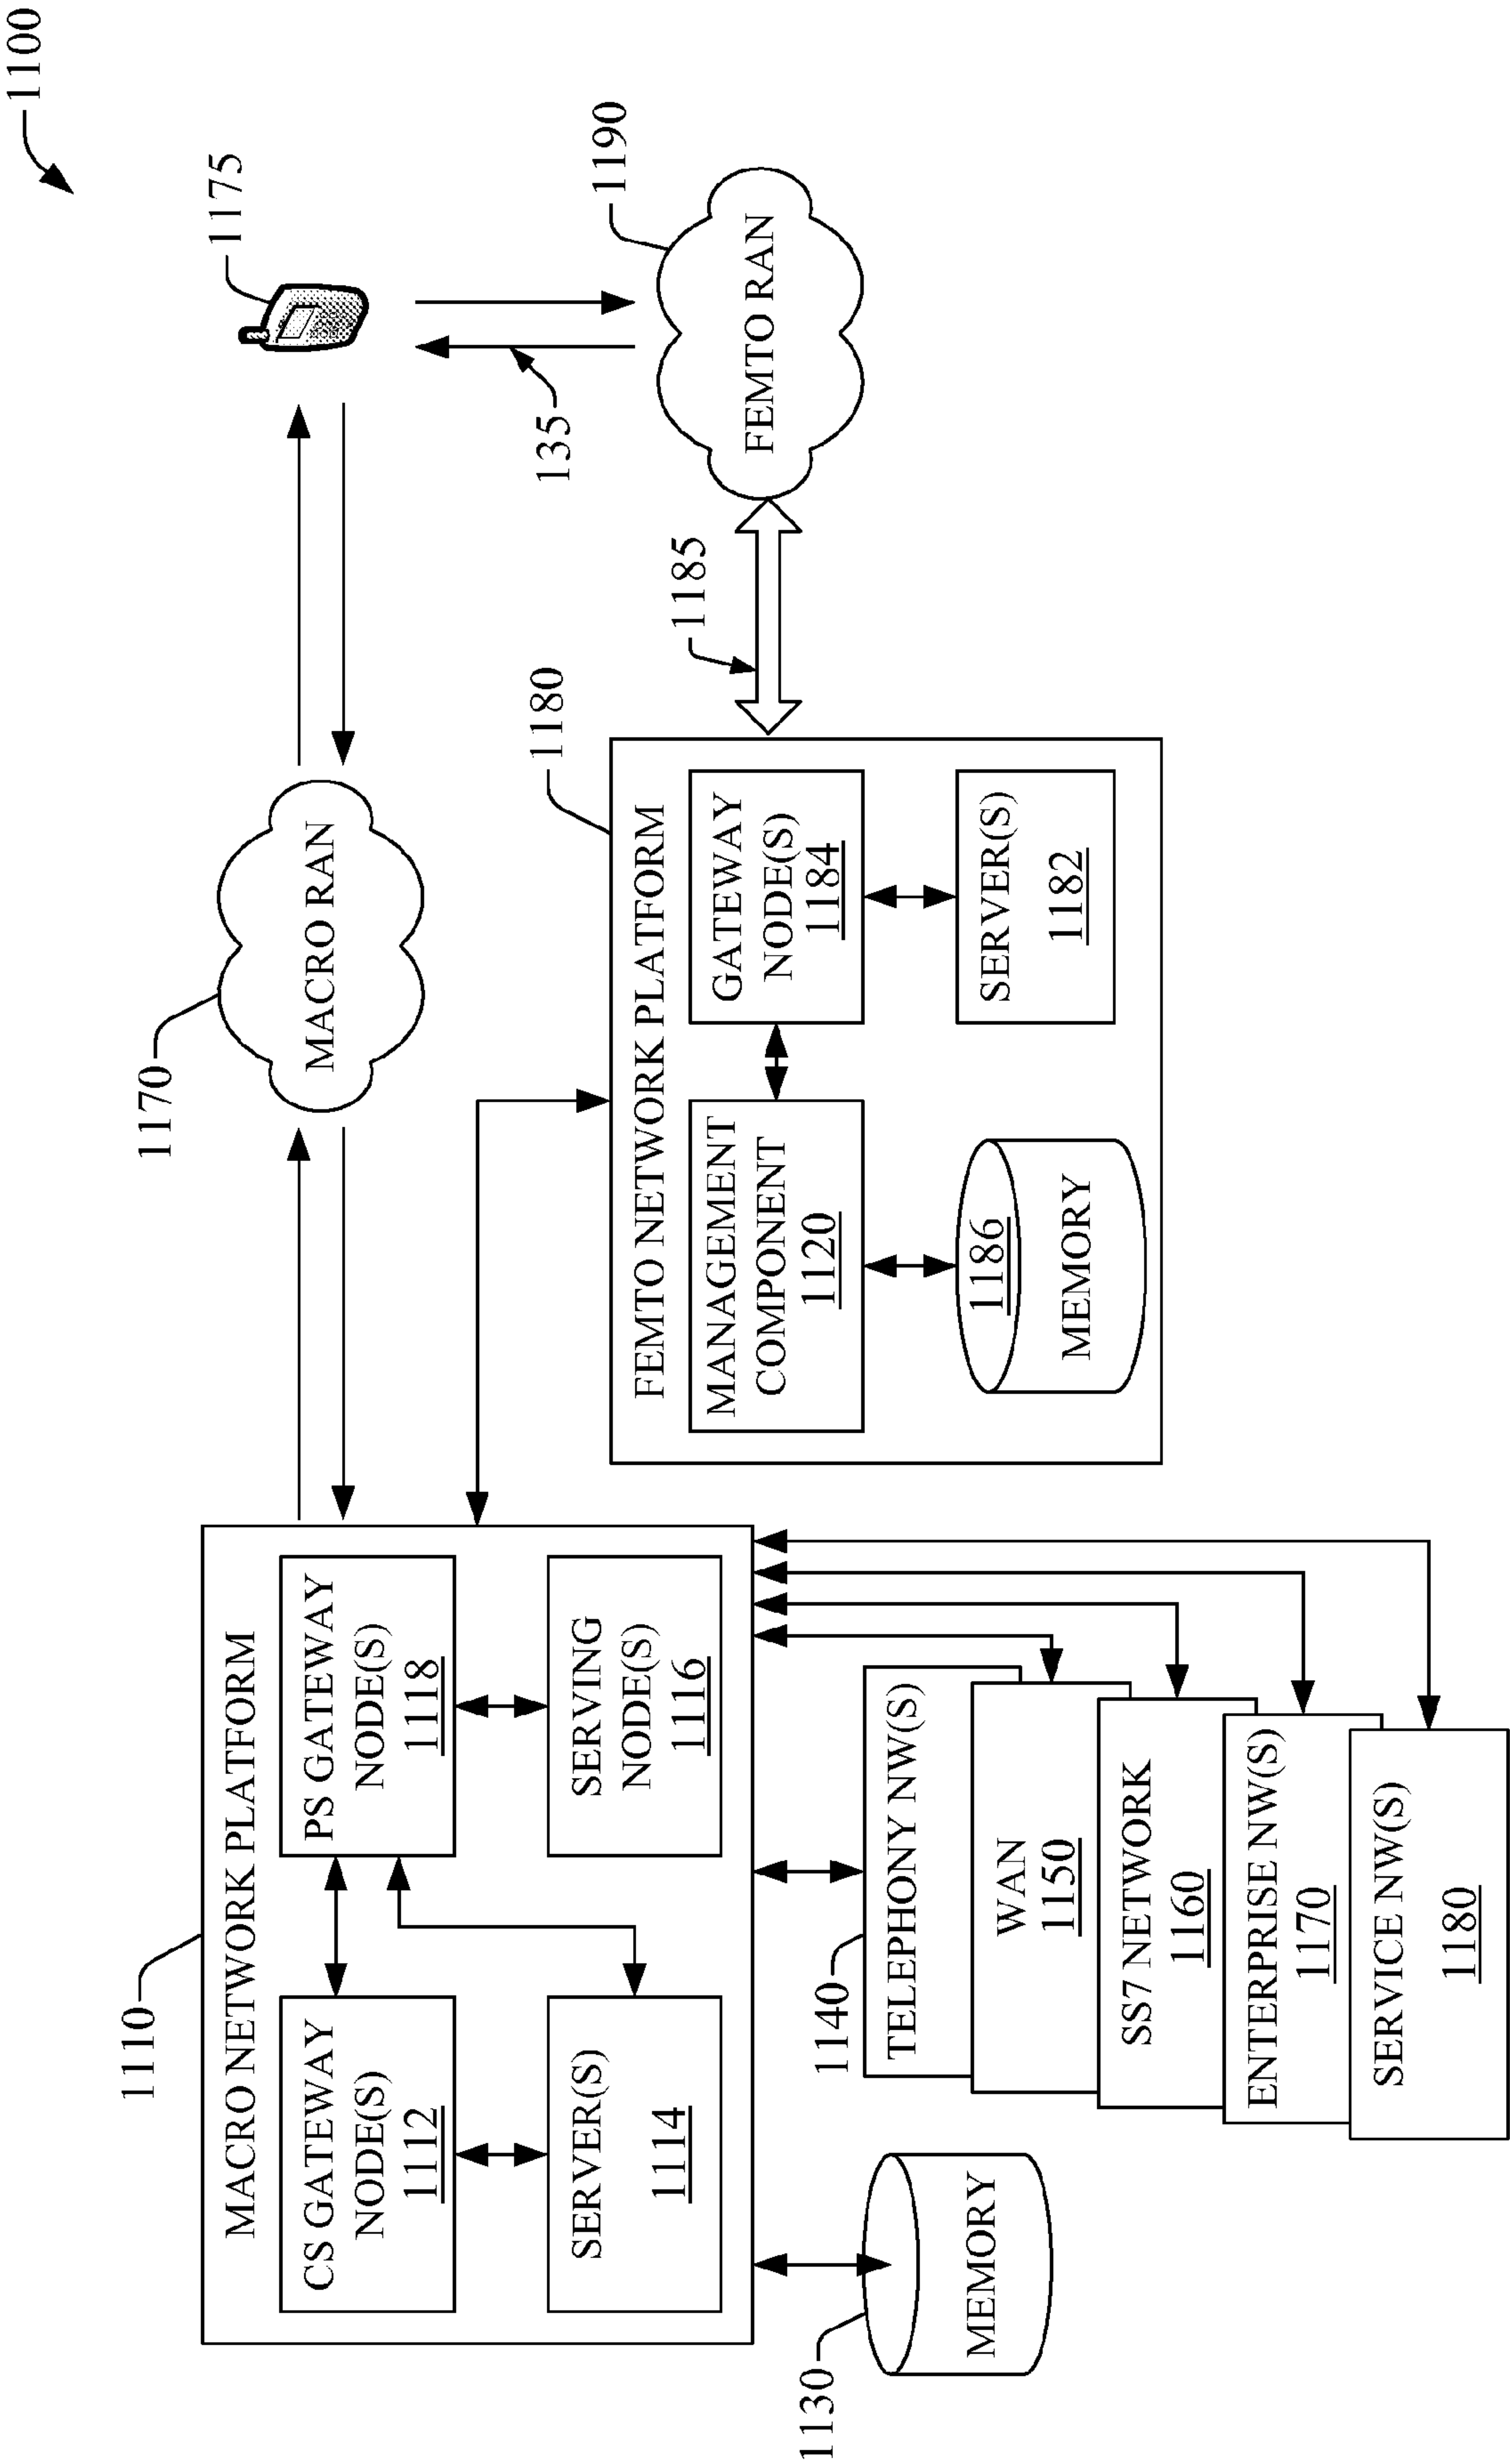 1100
1175
1170
MACRO RAN
135
1190
FEMTO RAN
1185
1110
MACRO NETWORK PLATFORM
CS GATEWAY
NODE(S)
1112
PS GATEWAY
NODE(S)
1118
SERVER(S)
1114
SERVING
NODE(S)
1116
1180
FEMTO NETWORK PLATFORM
MANAGEMENT
COMPONENT
1120
GATEWAY
NODE(S)
1184
1186
MEMORY
SERVER(S)
1182
1130
MEMORY
1140
TELEPHONY NW(S)
WAN
1150
SS7 NETWORK
1160
ENTERPRISE NW(S)
1170
SERVICE NW(S)
1180